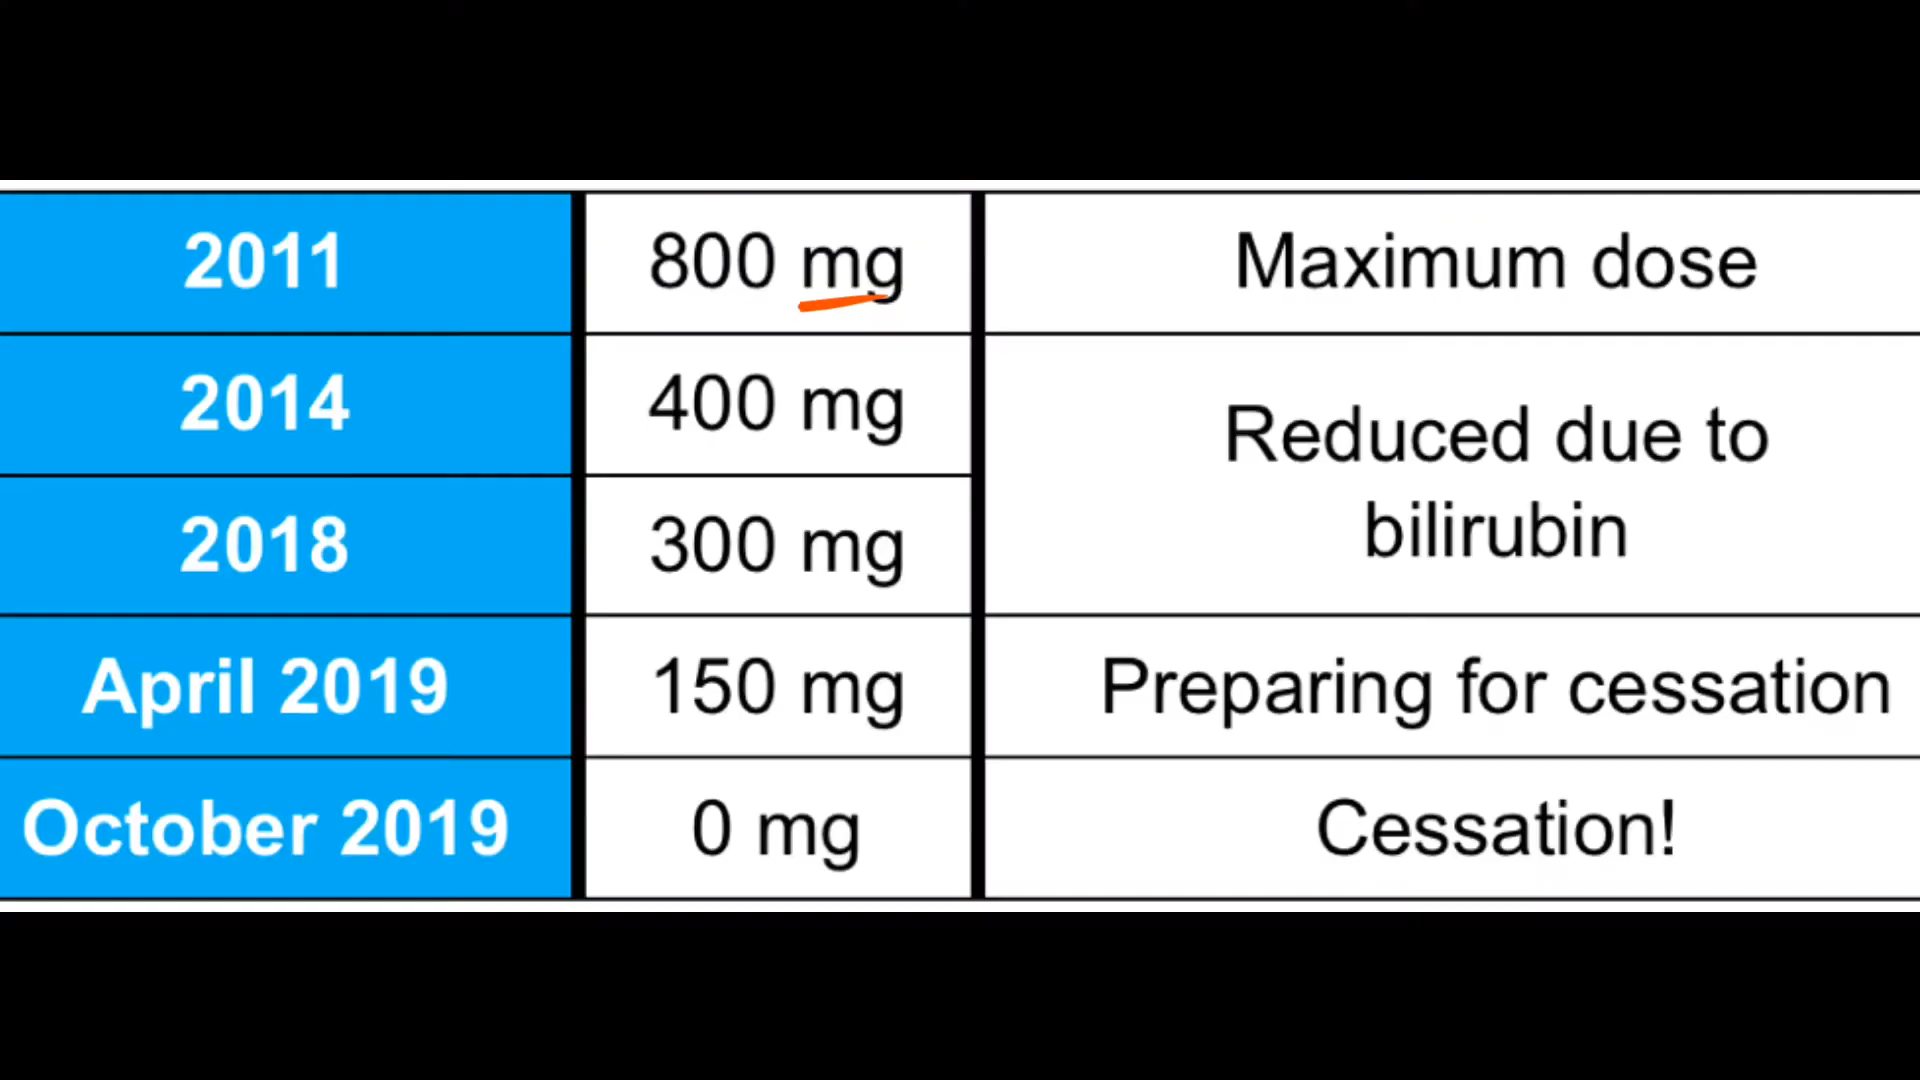 2011 800 mg Maximum dose
2014 400 mg Reduced due to
bilirubin
2018 300 mg
April 2019 150 mg Preparing for cessation
October 2019 0 mg Cessation!